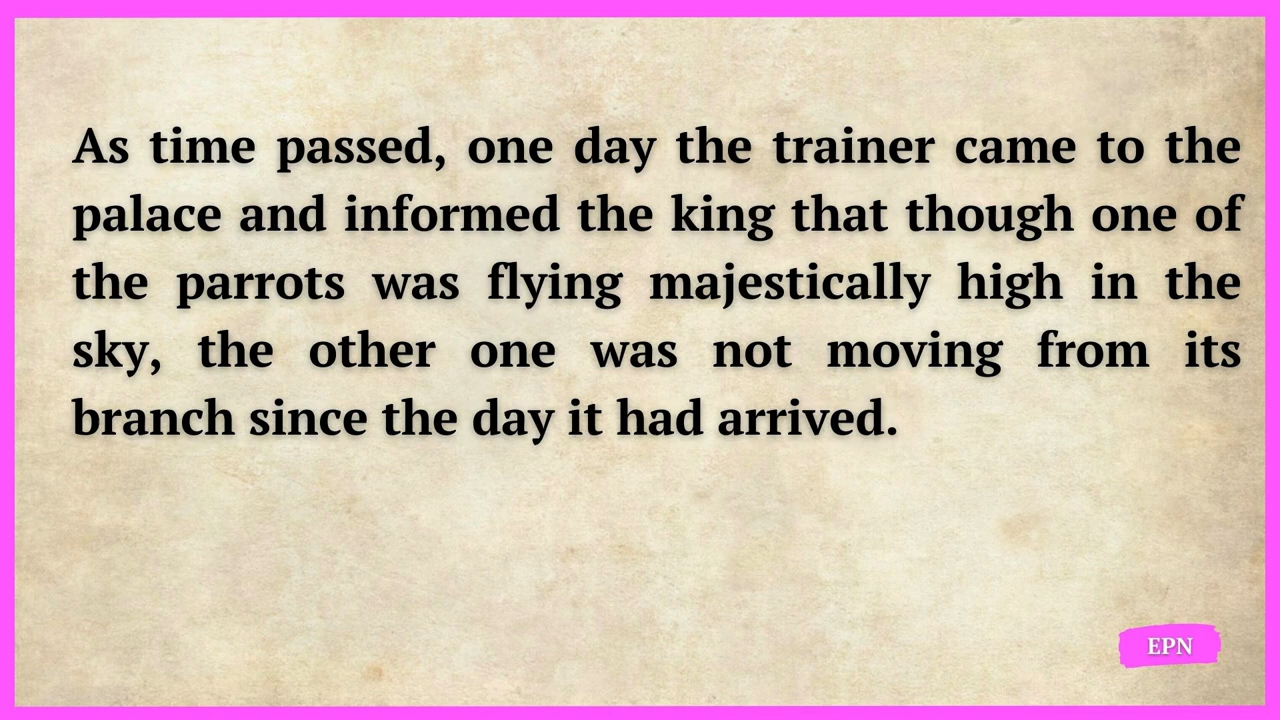 As time passed, one day the trainer came to the
palace and informed the king that though one of
the parrots was flying majestically high in the
sky, the other one was not moving from its
branch since the day it had arrived.
EPN